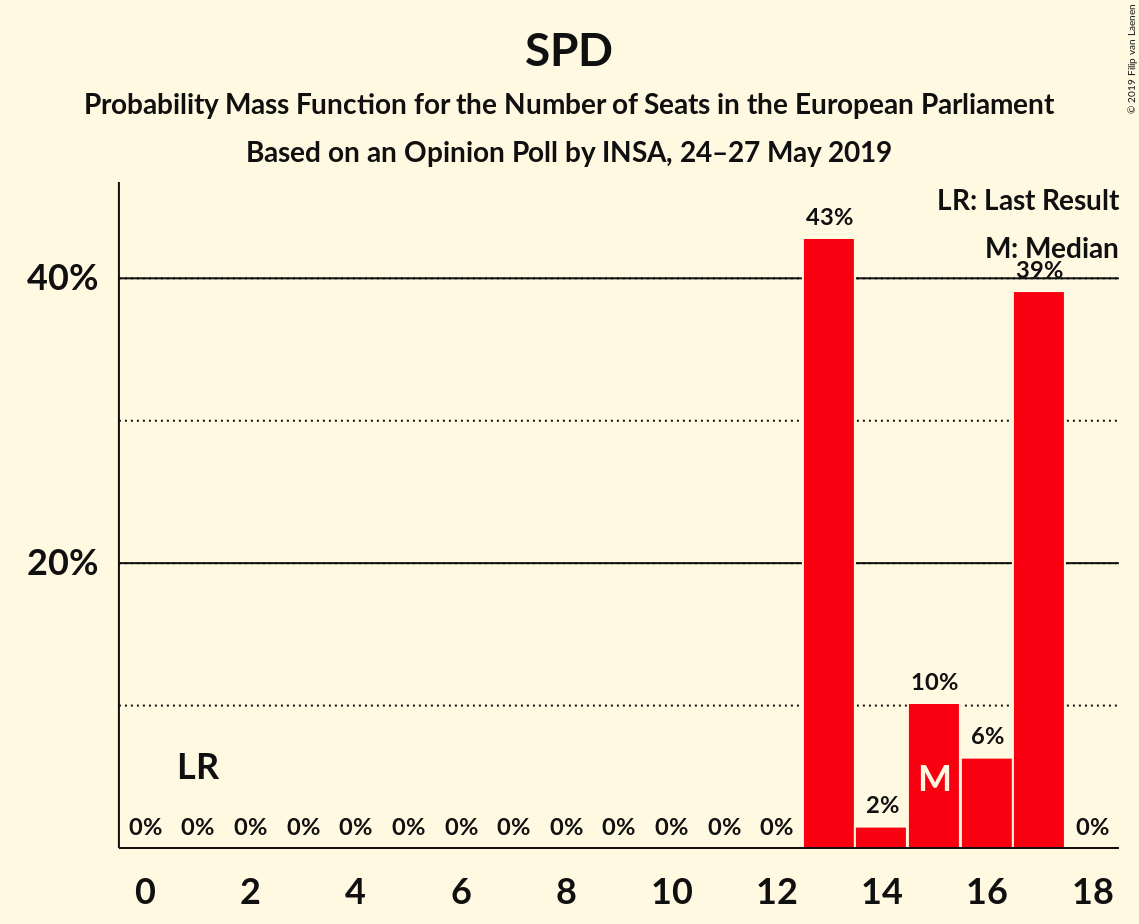 SPD
Probability Mass Function for the Number of Seats in the European Parliament
Based on an Opinion Poll by INSA, 24–27 May 2019
© 2019 Filip van Laenen
LR: Last Result
M: Median
43%
39%
40%
20%
10%
6%
2%
M
LR
0% 0% 0% 0% 0% 0% 0% 0% 0% 0% 0% 0% 0% 0%
0 2 4 6 8 10 12 14 16 18